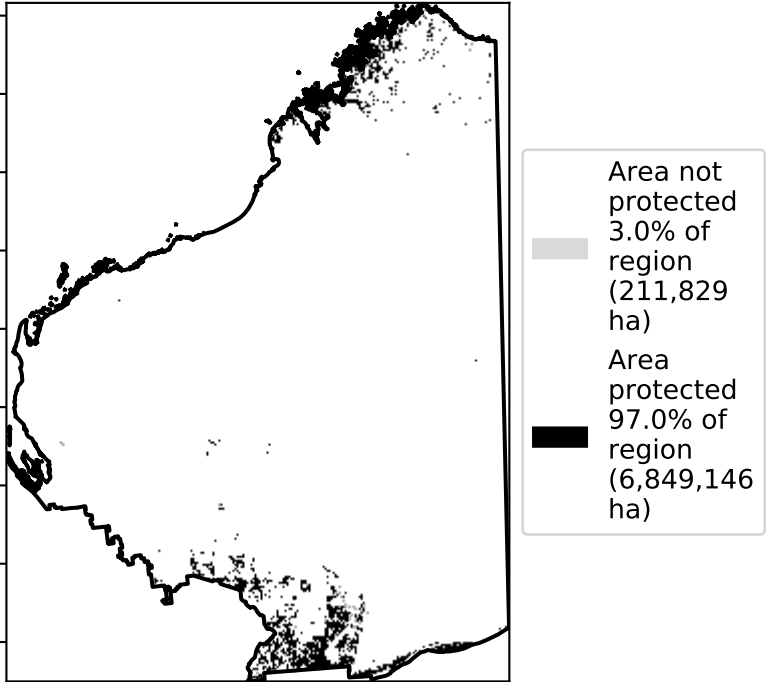 Area not
protected
3.0% of
region
(211,829
ha)
Area
protected
97.0% of
region
(6,849,146
ha)